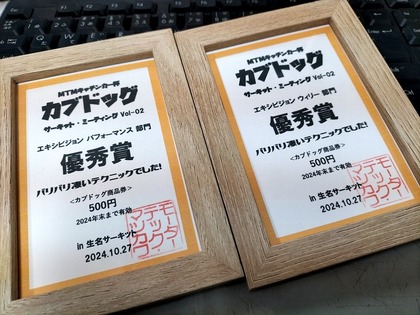 MTMキッチンカー杯
カブドッグ
サーキット・ミーティング Vol-02
エキシビジョン パフォーマンス 部門
優秀賞
バリバリ凄いテクニックでした!
<カブドッグ商品券>
500円
2024年末まで有効
in 生名サーキット
2024.10.27
MTMキッチンカー杯
カブドッグ
サーキット・ミーティング Vol-02
エキシビジョン ウィリー 部門
優秀賞
バリバリ凄いテクニックでした!
<カブドッグ商品券>
500円
2024年末まで有効
in 生名サーキット
2024.10.27